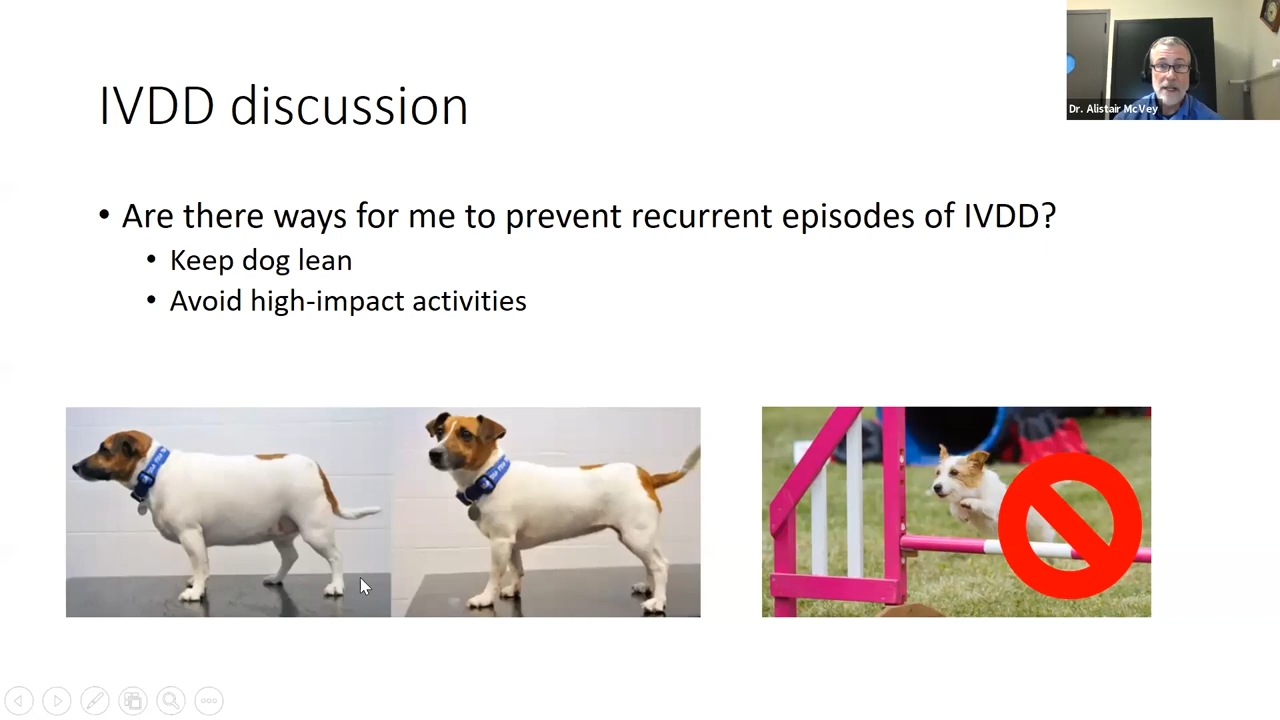 IVDD discussion
Dr. Alistair McVey
• Are there ways for me to prevent recurrent episodes of IVDD?
• Keep dog lean
• Avoid high-impact activities